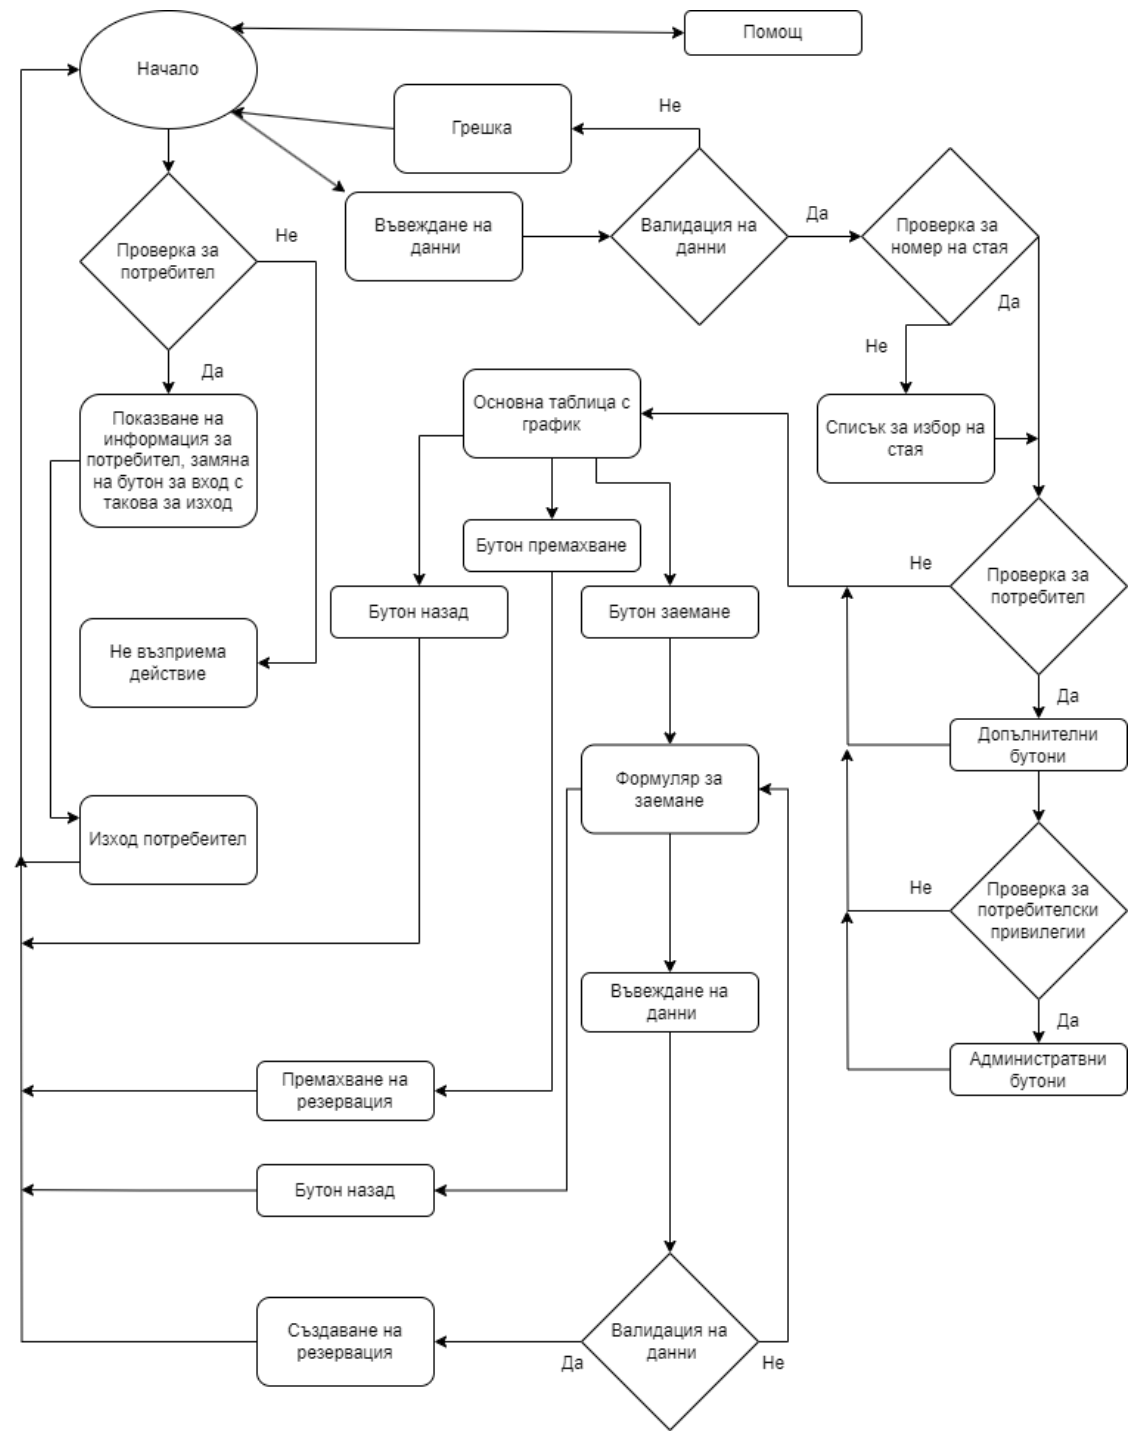 Помощ
Начало
Не
Грешка
Въвеждане на
данни
Валидация на
данни
Да
Проверка за
номер на стая
Да
Не
Проверка за
потребител
Не
Да
Показване на
информация за
потребител, замяна
на бутон за вход с
такова за изход
Основна таблица с
график
Списък за избор на
стая
Бутон премахване
Бутон назад
Бутон заемане
Не
Проверка за
потребител
Да
Не възприема
действие
Допълнителни
бутони
Формуляр за
заемане
Изход потребеител
Не
Проверка за
потребителски
привилегии
Да
Въвеждане на
данни
Административни
бутони
Премахване на
резервация
Бутон назад
Създаване на
резервация
Да
Валидация на
данни
Не